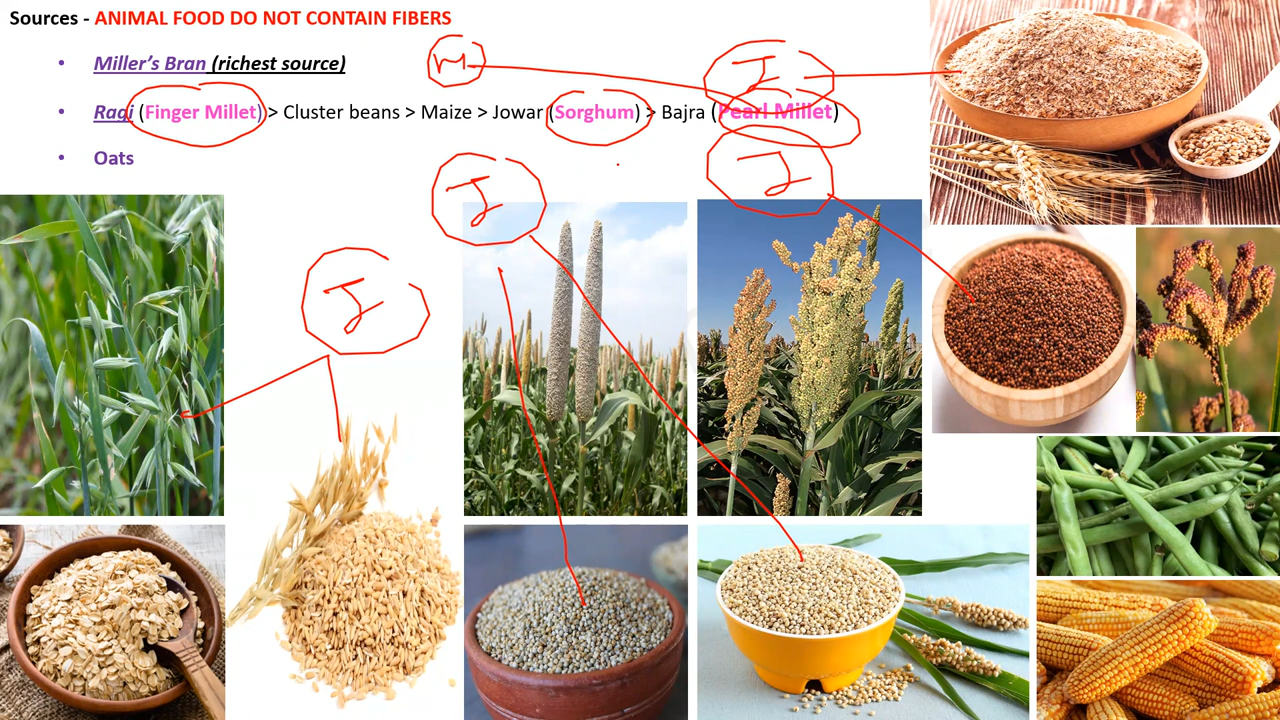 Sources - ANIMAL FOOD DO NOT CONTAIN FIBERS
• Miller's Bran (richest source)
M
I
• Ragi (Finger Millet) > Cluster beans > Maize > Jowar (Sorghum) > Bajra (Pearl Millet)
• Oats
I
I
I